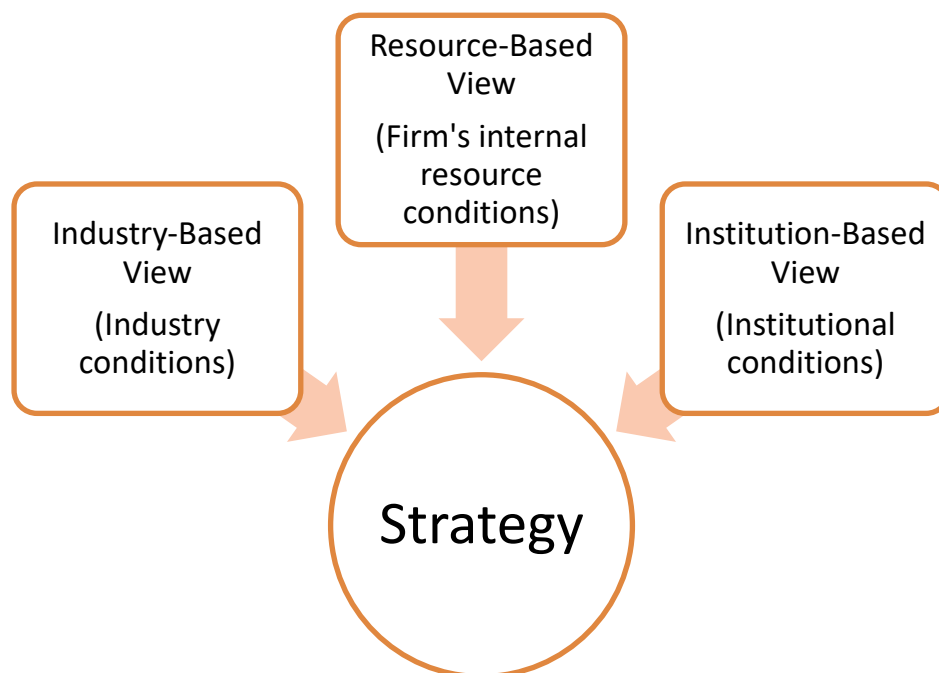 Resource-Based
View
(Firm's internal
resource
conditions)
Industry-Based
View
(Industry
conditions)
Institution-Based
View
(Institutional
conditions)
Strategy